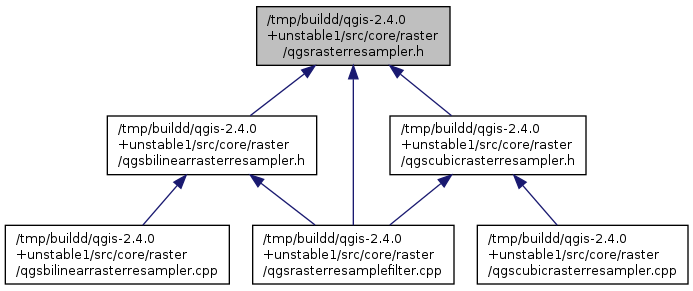 /tmp/buildd/qgis-2.4.0
+unstable1/src/core/raster
/qgsrasterresampler.h
/tmp/buildd/qgis-2.4.0
+unstable1/src/core/raster
/qgsbilinearrasterresampler.h
/tmp/buildd/qgis-2.4.0
+unstable1/src/core/raster
/qgscubicrasterresampler.h
/tmp/buildd/qgis-2.4.0
+unstable1/src/core/raster
/qgsbilinearrasterresampler.cpp
/tmp/buildd/qgis-2.4.0
+unstable1/src/core/raster
/qgsrasterresamplefilter.cpp
/tmp/buildd/qgis-2.4.0
+unstable1/src/core/raster
/qgscubicrasterresampler.cpp